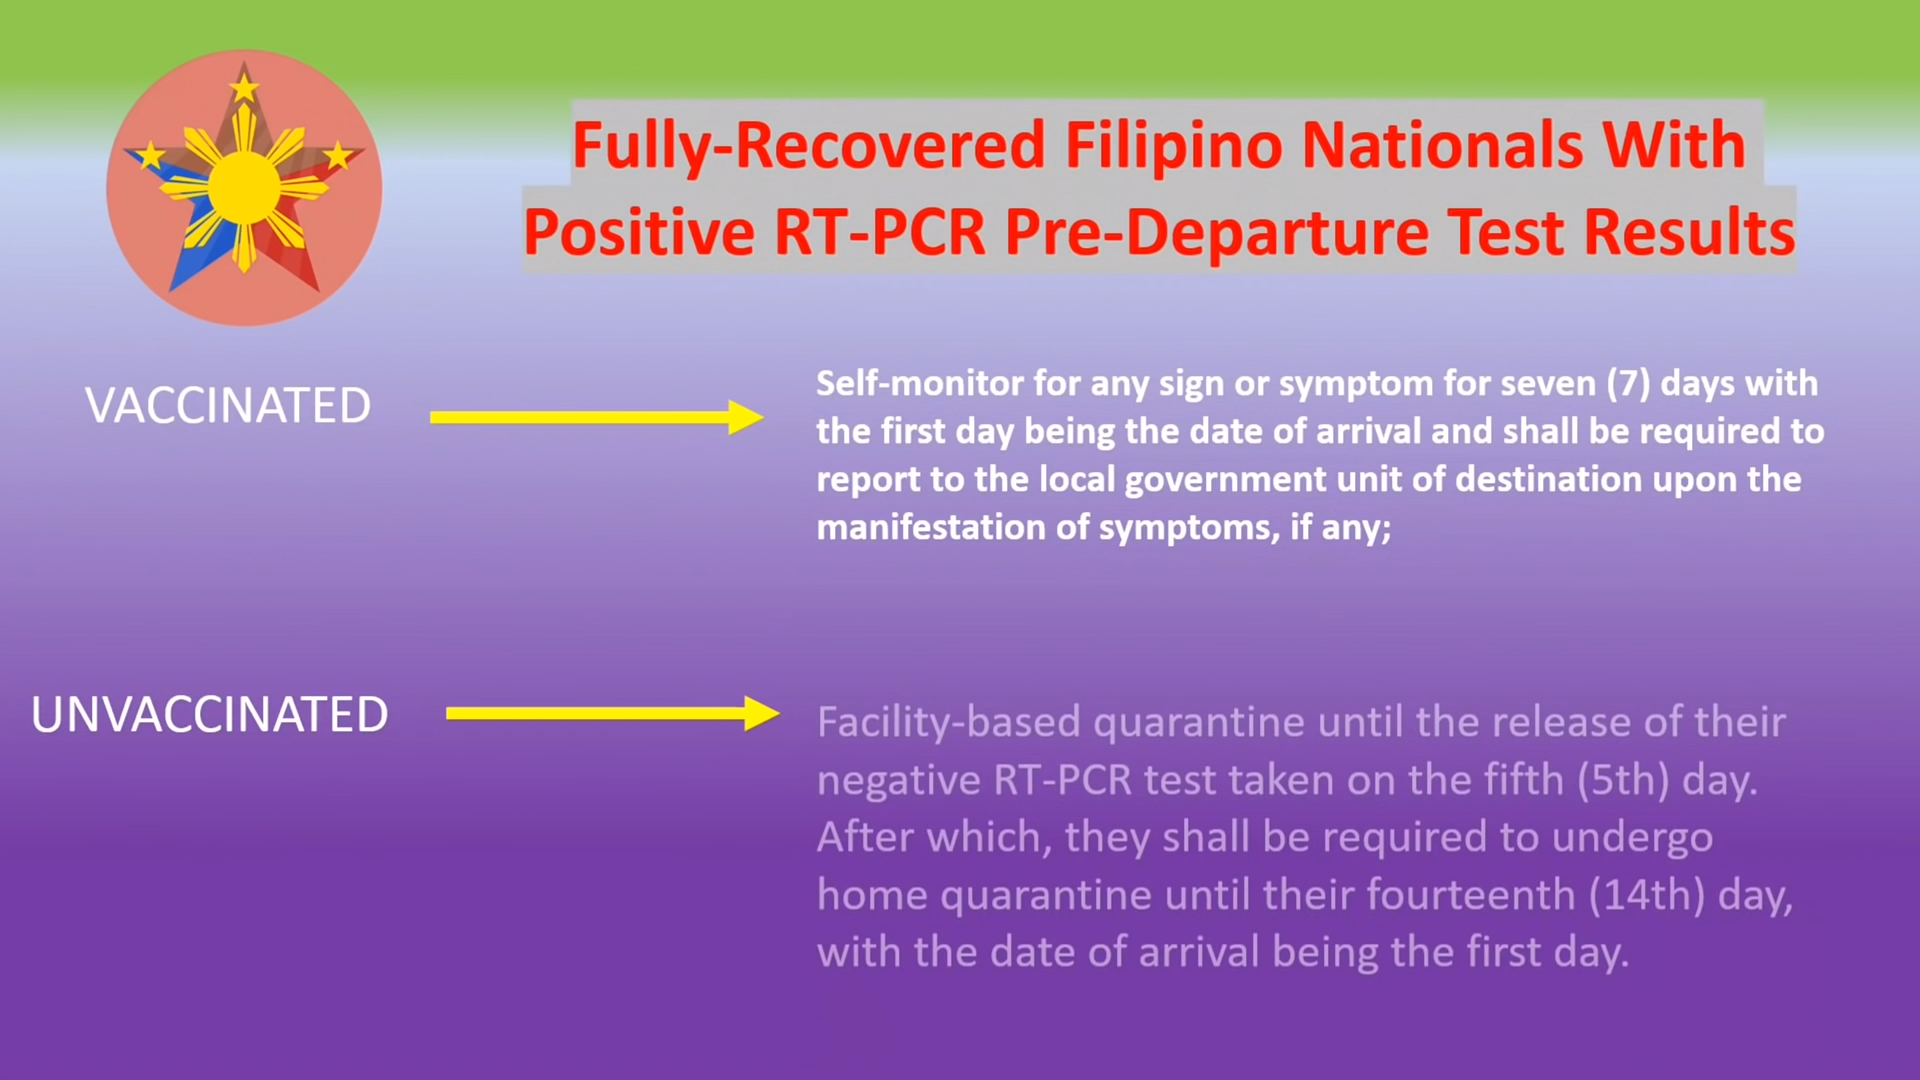 Fully-Recovered Filipino Nationals With
Positive RT-PCR Pre-Departure Test Results
VACCINATED
Self-monitor for any sign or symptom for seven (7) days with
the first day being the date of arrival and shall be required to
report to the local government unit of destination upon the
manifestation of symptoms, if any;
UNVACCINATED
Facility-based quarantine until the release of their
negative RT-PCR test taken on the fifth (5th) day.
After which, they shall be required to undergo
home quarantine until their fourteenth (14th) day,
with the date of arrival being the first day.